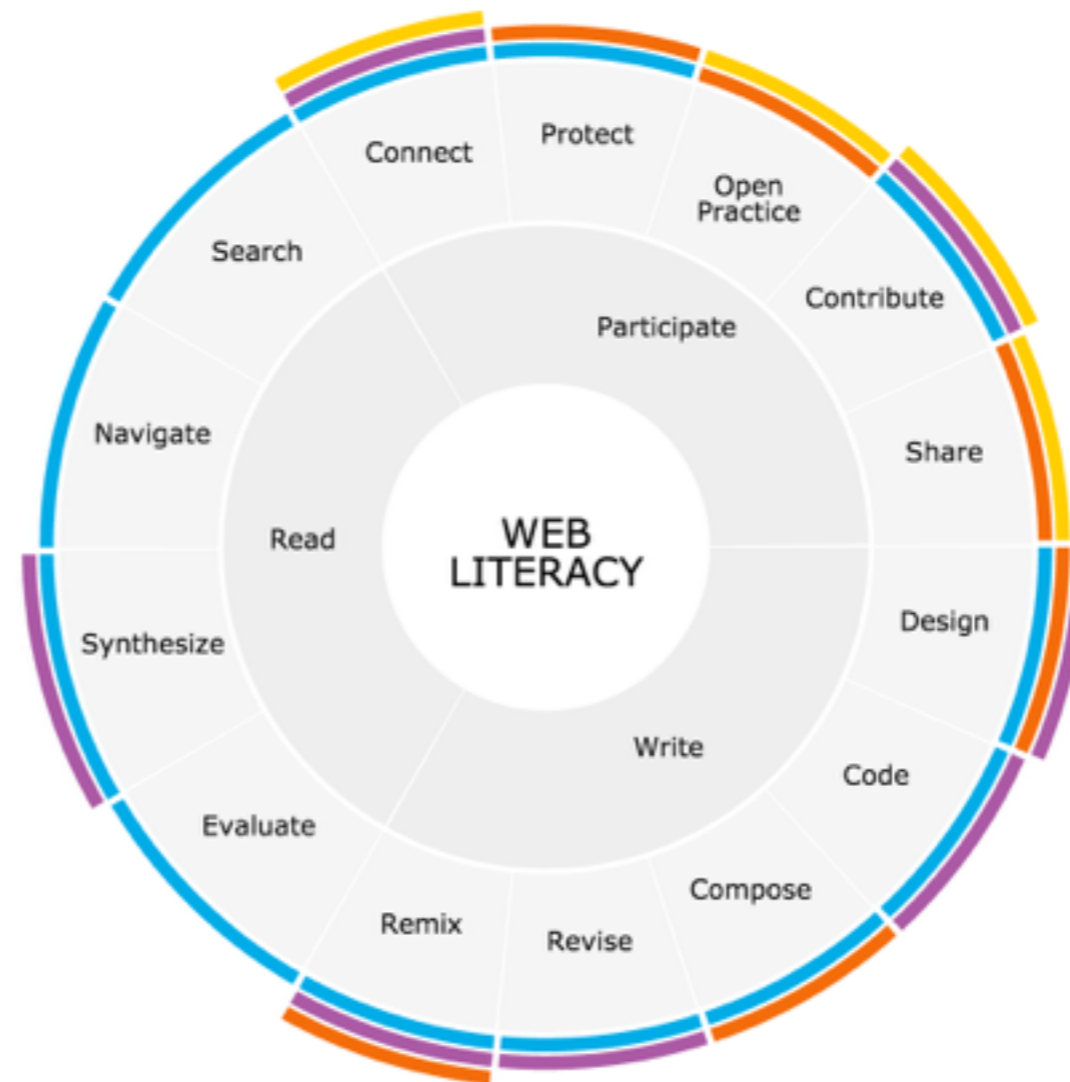 Connect
Protect
Open
Practice
Contribute
Share
Design
Code
Compose
Revise
Remix
Evaluate
Synthesize
Navigate
Search
Participate
Write
Read
WEB
LITERACY